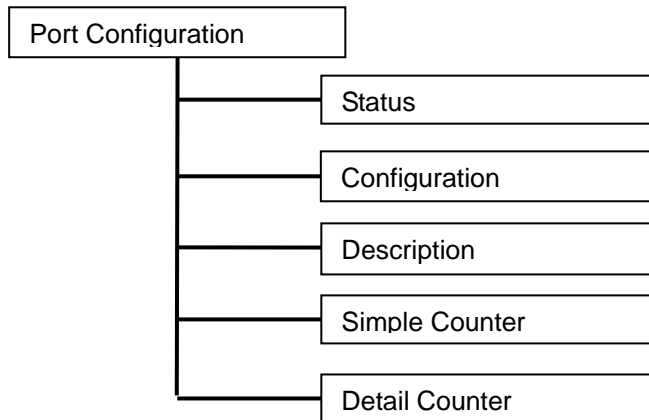 Port Configuration
Status
Configuration
Description
Simple Counter
Detail Counter